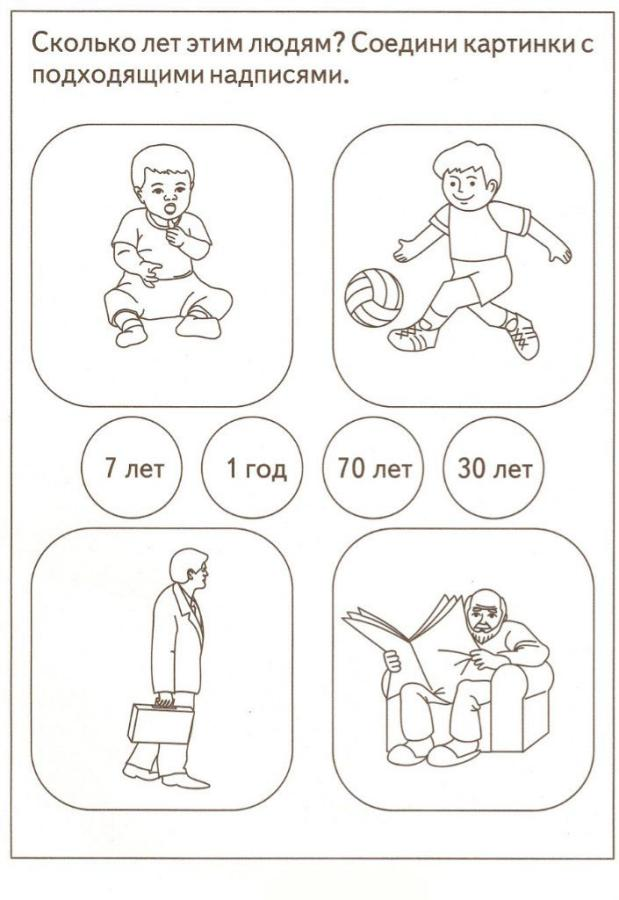 Сколько лет этим людям? Соедини картинки с
подходящими надписями.
7 лет
1 год
70 лет
30 лет